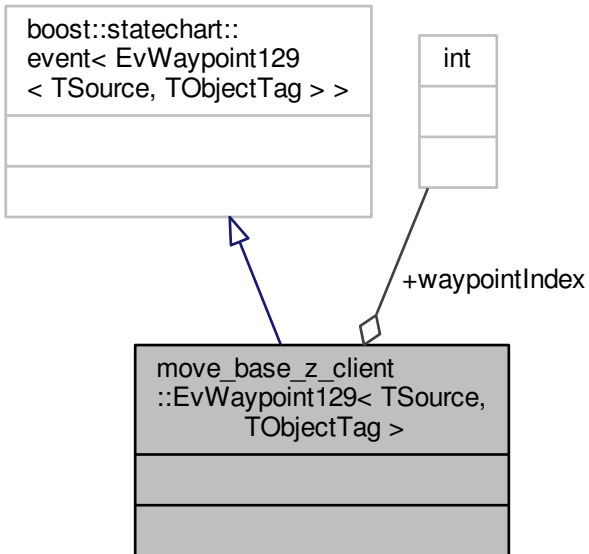 boost::statechart::
event< EvWaypoint129
< TSource, TObjectTag > >
int
+waypointIndex
move_base_z_client
::EvWaypoint129< TSource,
TObjectTag >